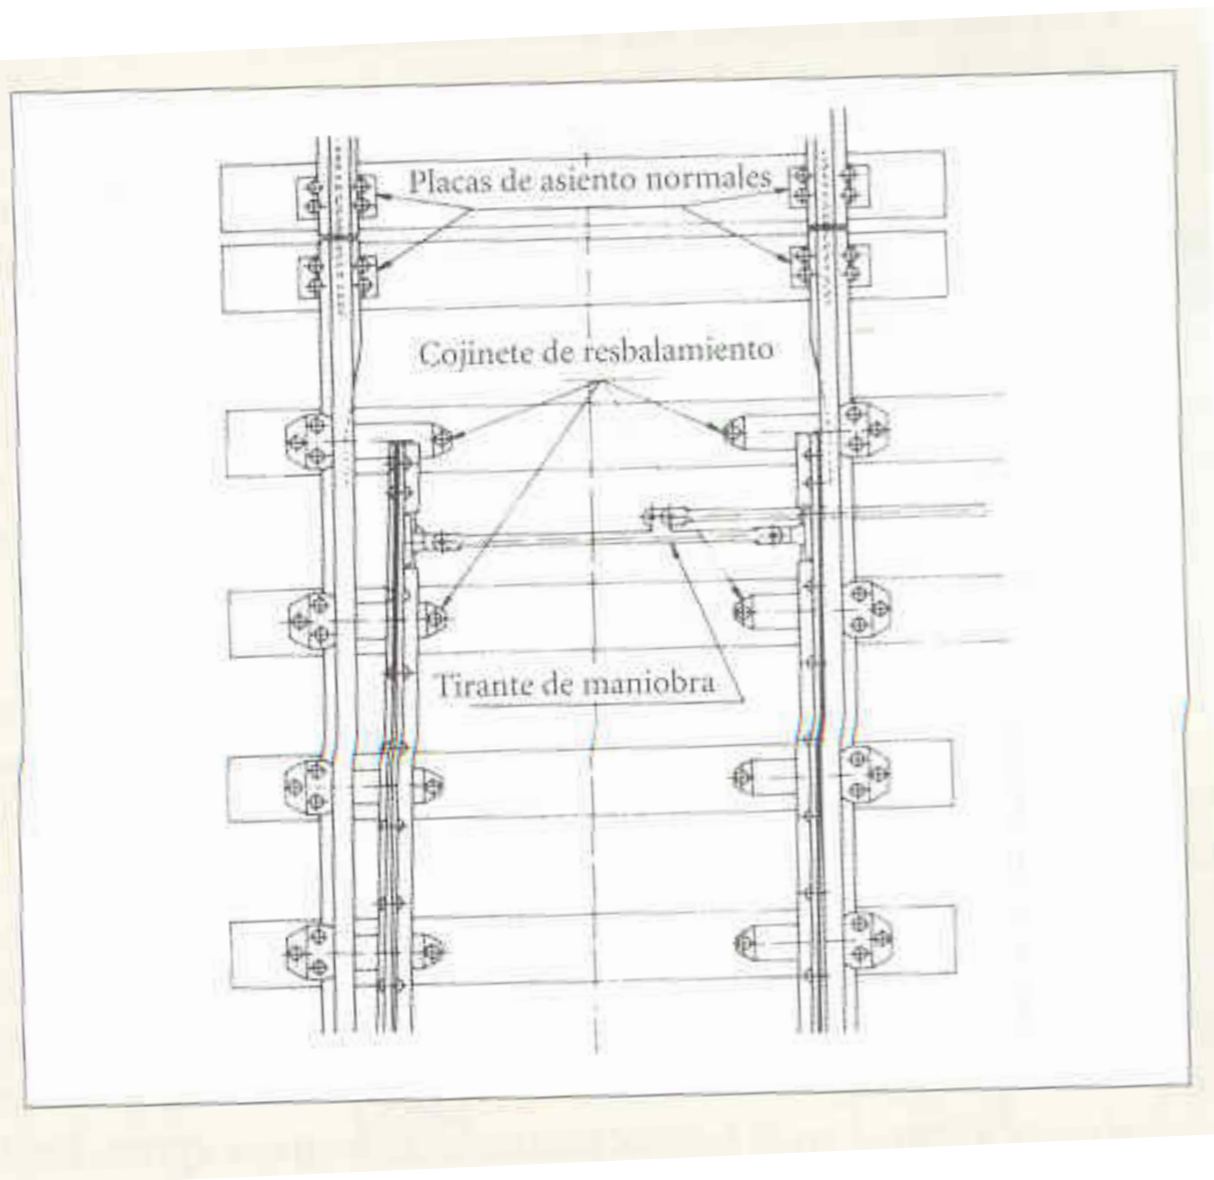 Placas de asiento normales
Cojinete de resbalamiento
Tirante de maniobra